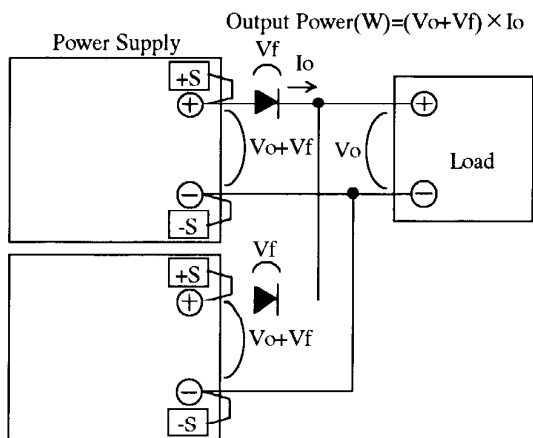 Output Power(W)=(Vo+Vf)×Io
Power Supply
Vf
Io
+S
+
Vo+Vf
Vo
+
Load
−
−
-S
Vf
+S
+
Vo+Vf
−
-S